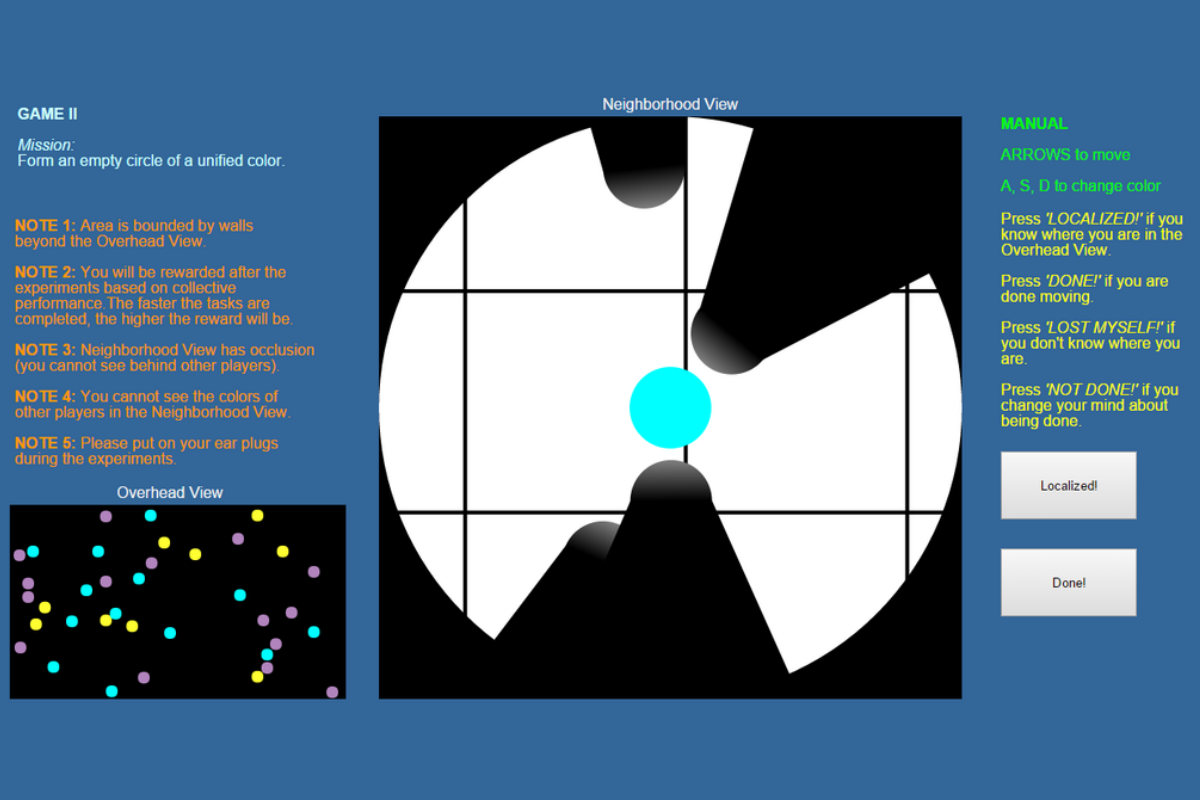 GAME II
Mission:
Form an empty circle of a unified color.
NOTE 1: Area is bounded by walls
beyond the Overhead View.
NOTE 2: You will be rewarded after the
experiments based on collective
performance.The faster the tasks are
completed, the higher the reward will be.
NOTE 3: Neighborhood View has occlusion
(you cannot see behind other players).
NOTE 4: You cannot see the colors of
other players in the Neighborhood View.
NOTE 5: Please put on your ear plugs
during the experiments.
Overhead View
Neighborhood View
MANUAL
ARROWS to move
A, S, D to change color
Press 'LOCALIZED!' if you
know where you are in the
Overhead View.
Press 'DONE!' if you are
done moving.
Press 'LOST MYSELF!' if
you don't know where you
are.
Press 'NOT DONE!' if you
change your mind about
being done.
Localized!
Done!